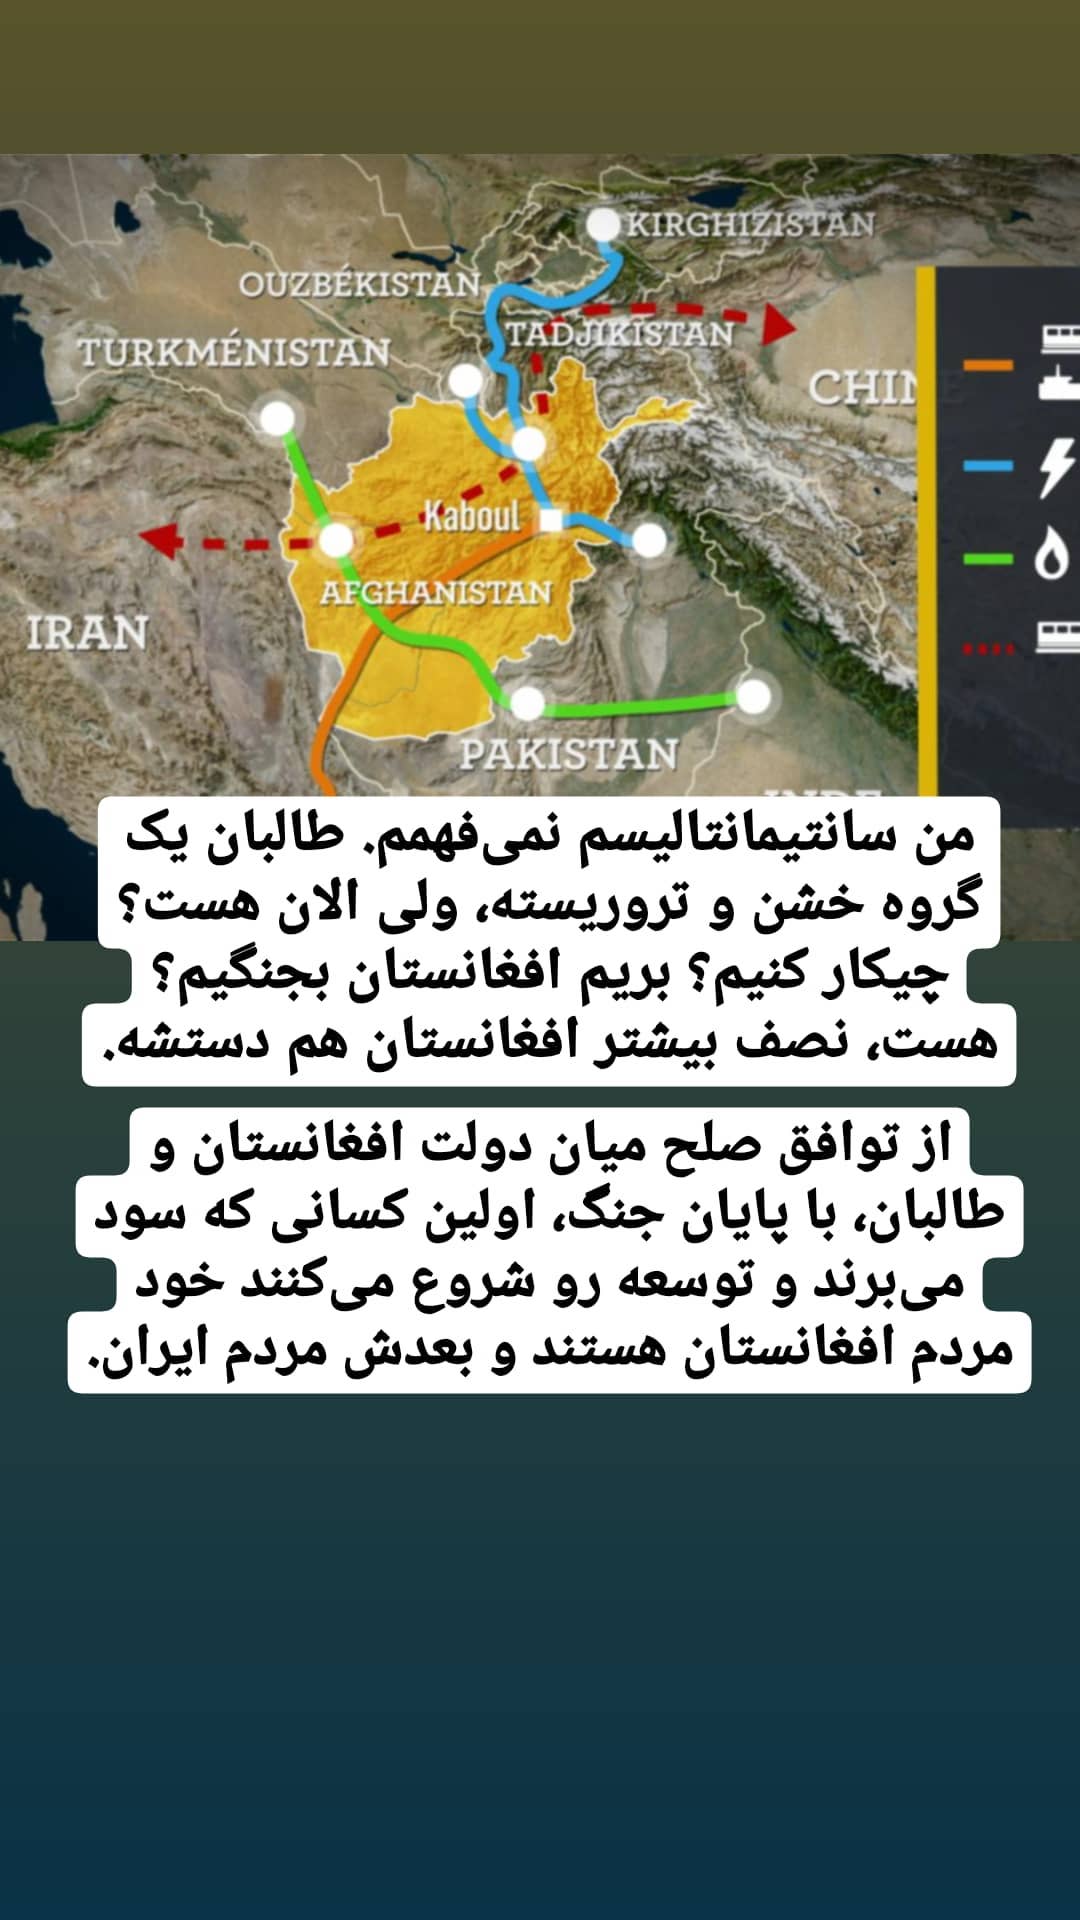 KIRGHIZISTAN
OUZBÉKISTAN
TADJIKISTAN
TURKMÉNISTAN
CHINE
Kaboul
AFGHANISTAN
IRAN
PAKISTAN
من سانتیمانتالیسم نمی‌فهمم. طالبان یک
گروه خشن و تروریسته، ولی الان هست؟
چیکار کنیم؟ بریم افغانستان بجنگیم؟
هست، نصف بیشتر افغانستان هم دستشه.
از توافق صلح میان دولت افغانستان و
طالبان، با پایان جنگ، اولین کسانی که سود
می‌برند و توسعه رو شروع می‌کنند خود
مردم افغانستان هستند و بعدش مردم ایران.